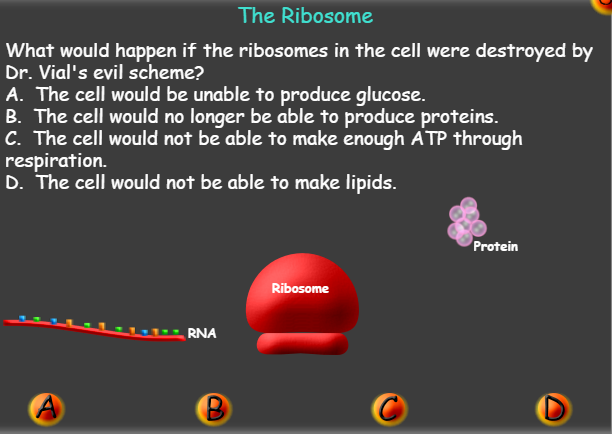 The Ribosome
What would happen if the ribosomes in the cell were destroyed by
Dr. Vial's evil scheme?
A. The cell would be unable to produce glucose.
B. The cell would no longer be able to produce proteins.
C. The cell would not be able to make enough ATP through
respiration.
D. The cell would not be able to make lipids.
Protein
Ribosome
RNA
A B C D